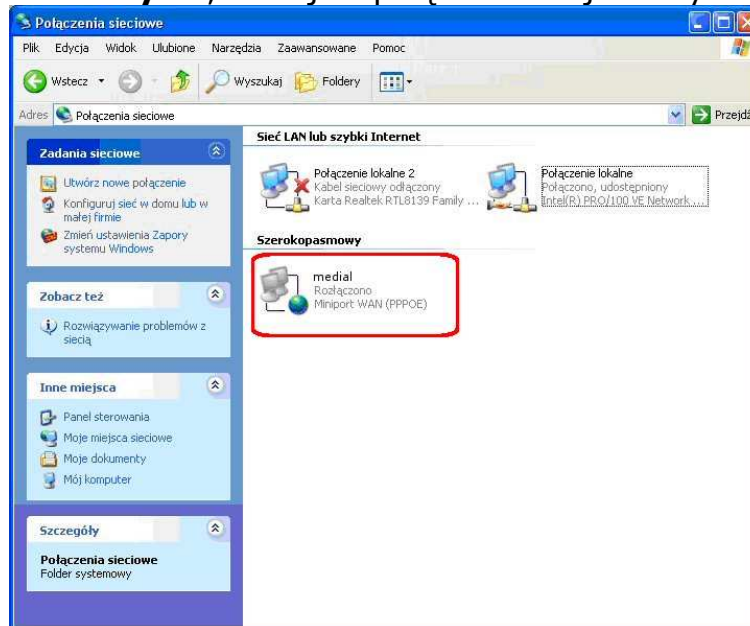 Połączenia sieciowe
Plik Edycja Widok Ulubione Narzędzia Zaawansowane Pomoc
Wstecz Wyszukaj Foldery
Adres Połączenia sieciowe Przejdź
Zadania sieciowe
Utwórz nowe połączenie
Konfiguruj sieć w domu lub w
małej firmie
Zmień ustawienia Zapory
systemu Windows
Zobacz też
Rozwiązywanie problemów z
siecią
Inne miejsca
Panel sterowania
Moje miejsca sieciowe
Moje dokumenty
Mój komputer
Szczegóły
Połączenia sieciowe
Folder systemowy
Sieć LAN lub szybki Internet
Połączenie lokalne 2
Kabel sieciowy odłączony
Karta Realtek RTL8139 Family ...
Połączenie lokalne
Połączono, udostępniony
Intel(R) PRO/100 VE Network ...
Szerokopasmowy
medial
Rozłączono
Miniport WAN (PPPOE)